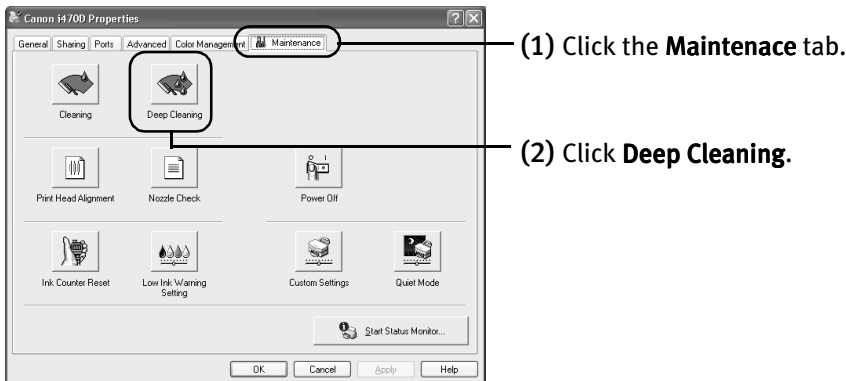 Canon i470D Properties
General Sharing Ports Advanced Color Management Maintenance
(1) Click the Maintenace tab.
Cleaning Deep Cleaning
(2) Click Deep Cleaning.
Print Head Alignment Nozzle Check Power Off
Ink Counter Reset Low Ink Warning Setting Custom Settings Quiet Mode
Start Status Monitor...
OK Cancel Apply Help